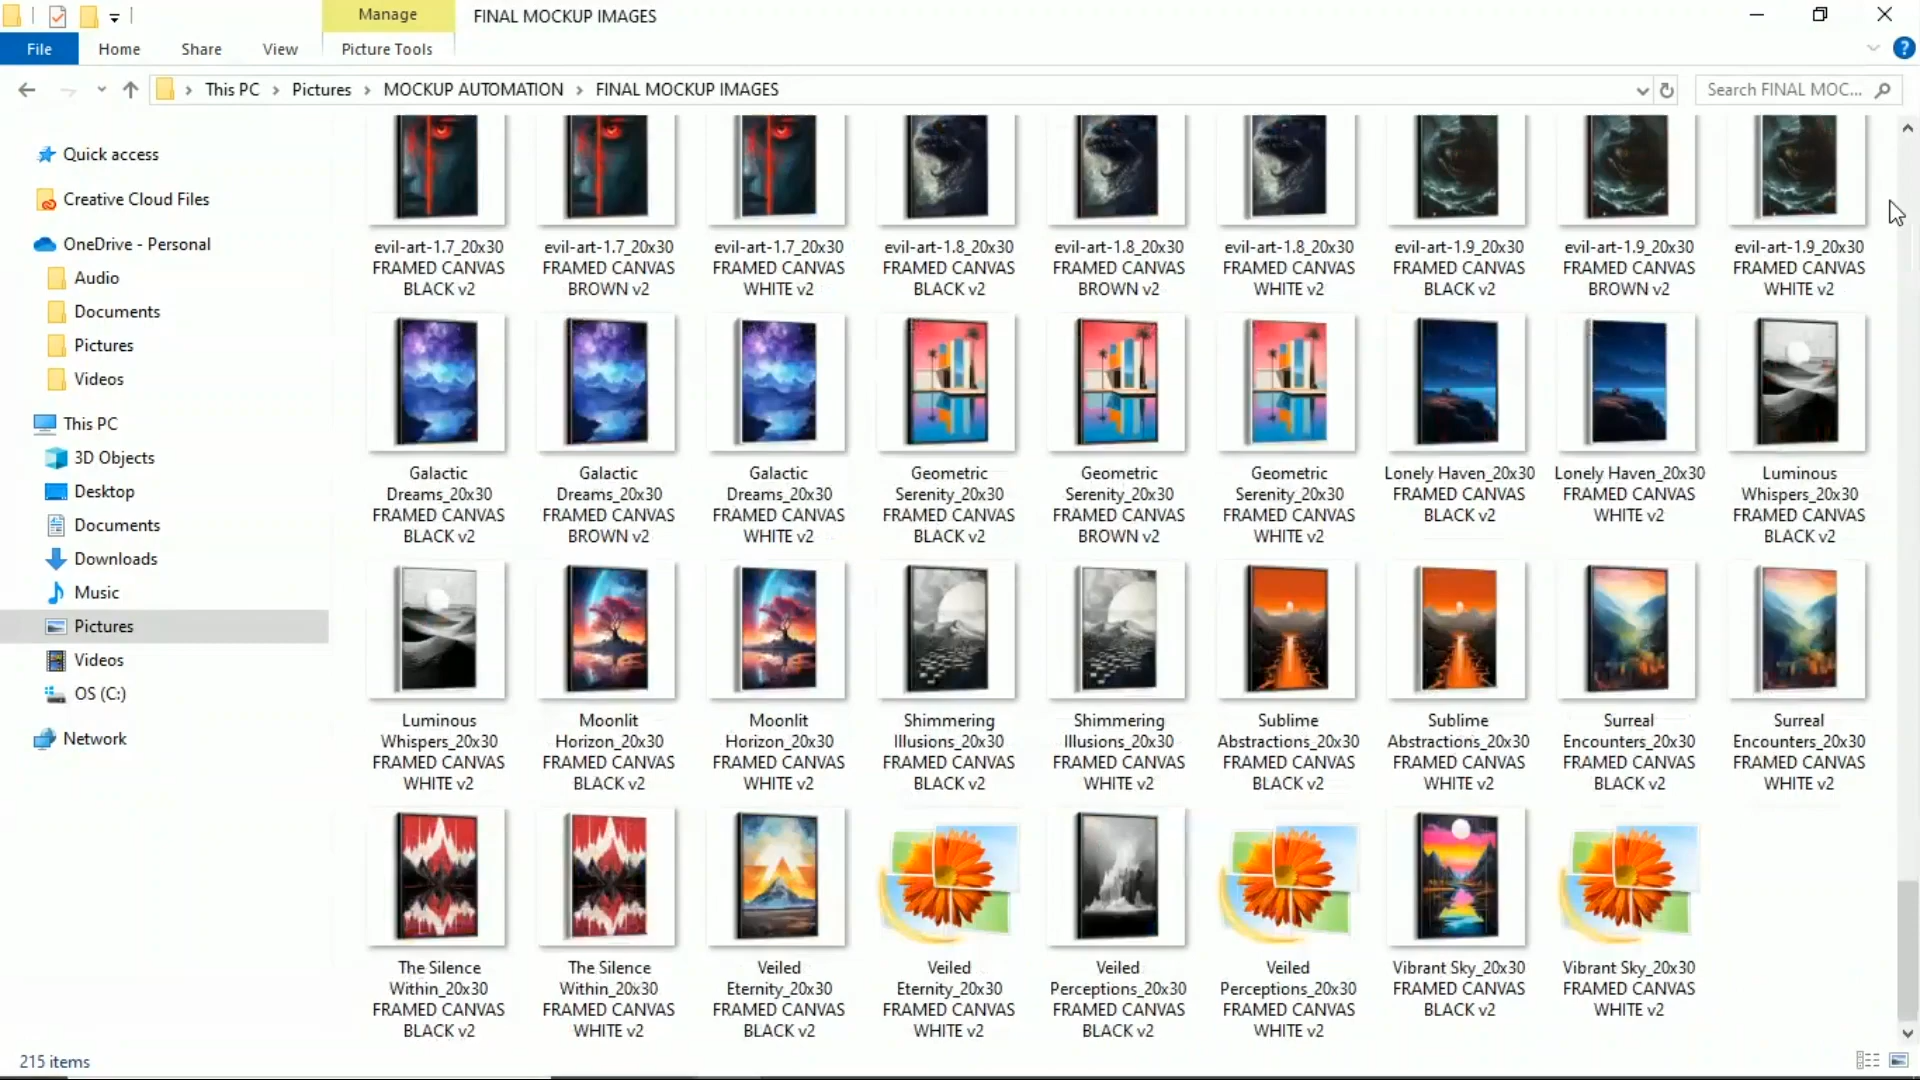 Manage
FINAL MOCKUP IMAGES
File
Home
Share
View
Picture Tools
This PC
Pictures
MOCKUP AUTOMATION
FINAL MOCKUP IMAGES
Search FINAL MOC...
Quick access
Creative Cloud Files
OneDrive - Personal
Audio
Documents
Pictures
Videos
This PC
3D Objects
Desktop
Documents
Downloads
Music
Pictures
Videos
OS (C:)
Network
evil-art-1.7_20x30
FRAMED CANVAS
BLACK v2
evil-art-1.7_20x30
FRAMED CANVAS
BROWN v2
evil-art-1.7_20x30
FRAMED CANVAS
WHITE v2
evil-art-1.8_20x30
FRAMED CANVAS
BLACK v2
evil-art-1.8_20x30
FRAMED CANVAS
BROWN v2
evil-art-1.8_20x30
FRAMED CANVAS
WHITE v2
evil-art-1.9_20x30
FRAMED CANVAS
BLACK v2
evil-art-1.9_20x30
FRAMED CANVAS
BROWN v2
evil-art-1.9_20x30
FRAMED CANVAS
WHITE v2
Galactic
Dreams_20x30
FRAMED CANVAS
BLACK v2
Galactic
Dreams_20x30
FRAMED CANVAS
BROWN v2
Galactic
Dreams_20x30
FRAMED CANVAS
WHITE v2
Geometric
Serenity_20x30
FRAMED CANVAS
BLACK v2
Geometric
Serenity_20x30
FRAMED CANVAS
BROWN v2
Geometric
Serenity_20x30
FRAMED CANVAS
WHITE v2
Lonely Haven_20x30
FRAMED CANVAS
BLACK v2
Lonely Haven_20x30
FRAMED CANVAS
WHITE v2
Luminous
Whispers_20x30
FRAMED CANVAS
BLACK v2
Luminous
Whispers_20x30
FRAMED CANVAS
WHITE v2
Moonlit
Horizon_20x30
FRAMED CANVAS
BLACK v2
Moonlit
Horizon_20x30
FRAMED CANVAS
WHITE v2
Shimmering
Illusions_20x30
FRAMED CANVAS
BLACK v2
Shimmering
Illusions_20x30
FRAMED CANVAS
WHITE v2
Sublime
Abstractions_20x30
FRAMED CANVAS
BLACK v2
Sublime
Abstractions_20x30
FRAMED CANVAS
WHITE v2
Surreal
Encounters_20x30
FRAMED CANVAS
BLACK v2
Surreal
Encounters_20x30
FRAMED CANVAS
WHITE v2
The Silence
Within_20x30
FRAMED CANVAS
BLACK v2
The Silence
Within_20x30
FRAMED CANVAS
WHITE v2
Veiled
Eternity_20x30
FRAMED CANVAS
BLACK v2
Veiled
Eternity_20x30
FRAMED CANVAS
WHITE v2
Veiled
Perceptions_20x30
FRAMED CANVAS
BLACK v2
Veiled
Perceptions_20x30
FRAMED CANVAS
WHITE v2
Vibrant Sky_20x30
FRAMED CANVAS
BLACK v2
Vibrant Sky_20x30
FRAMED CANVAS
WHITE v2
215 items